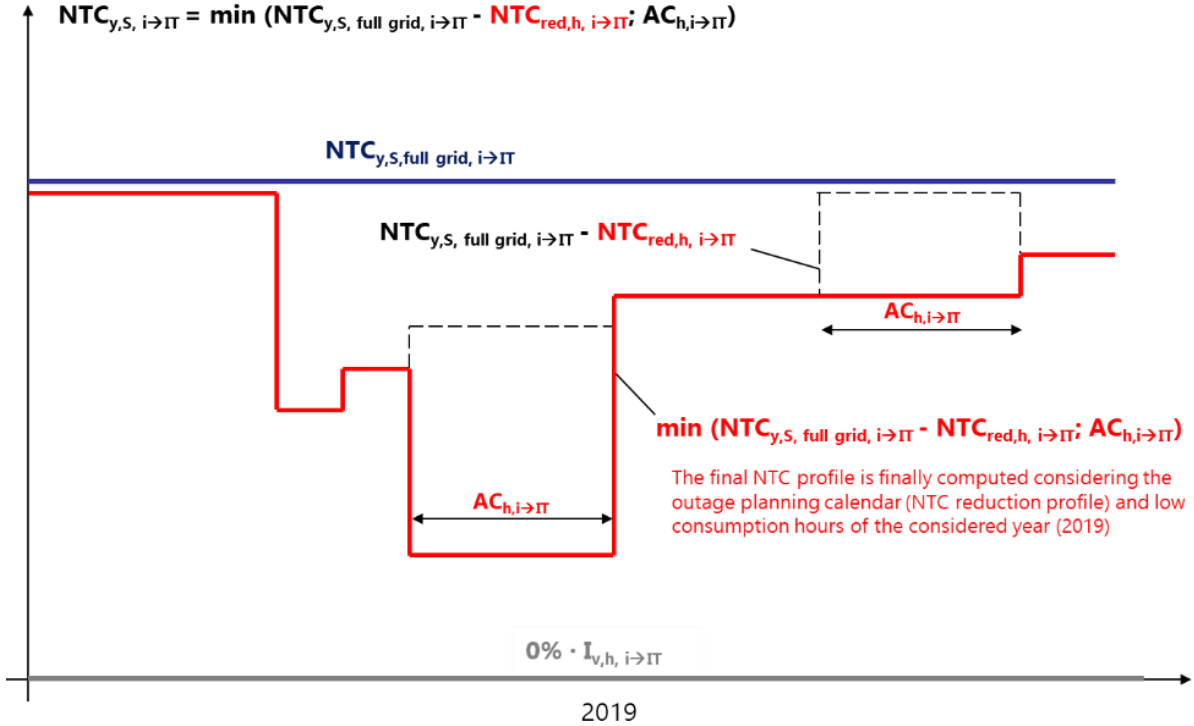 NTCy,S, i→IT = min (NTCy,S, full grid, i→IT - NTCred,h, i→IT; ACh,i→IT)
NTCy,S,full grid, i→IT
NTCy,S, full grid, i→IT - NTCred,h, i→IT
ACh,i→IT
min (NTCy,S, full grid, i→IT - NTCred,h, i→IT; ACh,i→IT)
The final NTC profile is finally computed considering the
outage planning calendar (NTC reduction profile) and low
consumption hours of the considered year (2019)
ACh,i→IT
0% · Iv,h, i→IT
2019